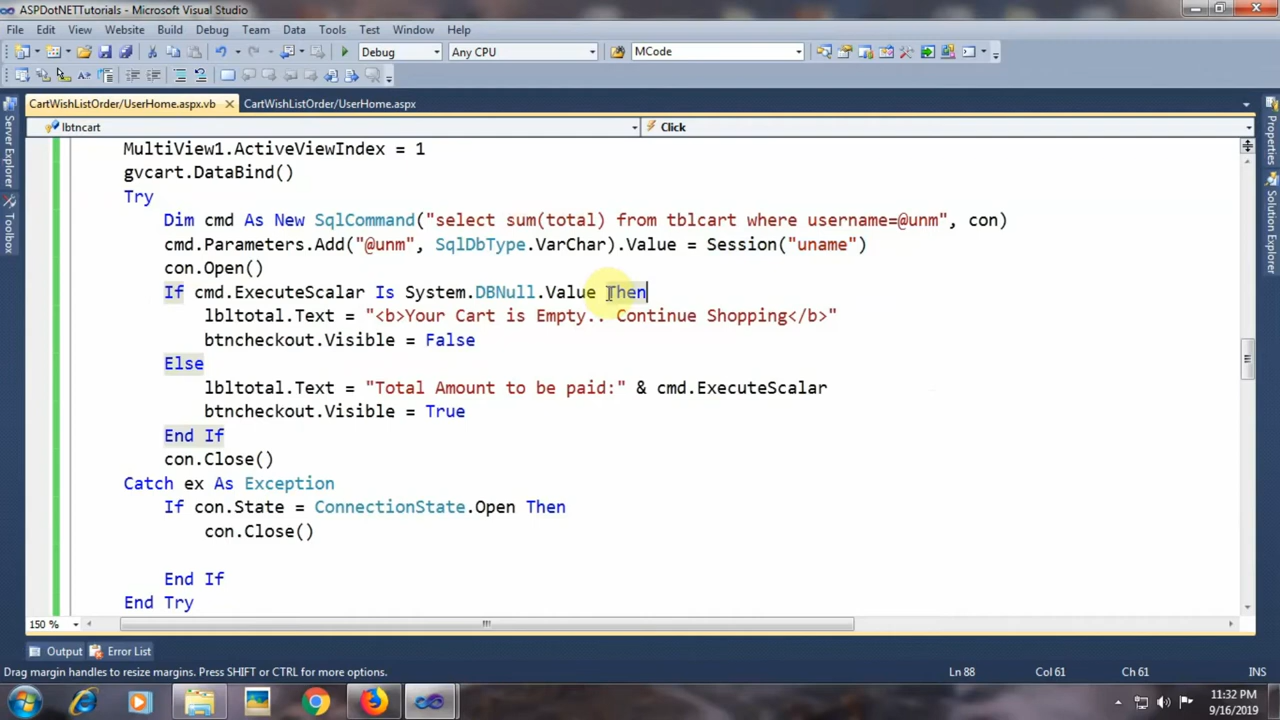 ASPDotNETTutorials - Microsoft Visual Studio
File Edit View Website Build Debug Team Data Tools Test Window Help
Debug Any CPU MCode
CartWishListOrder/UserHome.aspx.vb CartWishListOrder/UserHome.aspx
lbtncart Click
MultiView1.ActiveViewIndex = 1
gvcart.DataBind()
Try
Dim cmd As New SqlCommand("select sum(total) from tblcart where username=@unm", con)
cmd.Parameters.Add("@unm", SqlDbType.VarChar).Value = Session("uname")
con.Open()
If cmd.ExecuteScalar Is System.DBNull.Value Then
lbltotal.Text = "<b>Your Cart is Empty.. Continue Shopping</b>"
btncheckout.Visible = False
Else
lbltotal.Text = "Total Amount to be paid:" & cmd.ExecuteScalar
btncheckout.Visible = True
End If
con.Close()
Catch ex As Exception
If con.State = ConnectionState.Open Then
con.Close()
End If
End Try
150 %
Output Error List
Drag margin handles to resize margins. Press SHIFT or CTRL for more options. Ln 88 Col 61 Ch 61 INS
11:32 PM
9/16/2019
Server Explorer
Toolbox
Properties
Solution Explorer